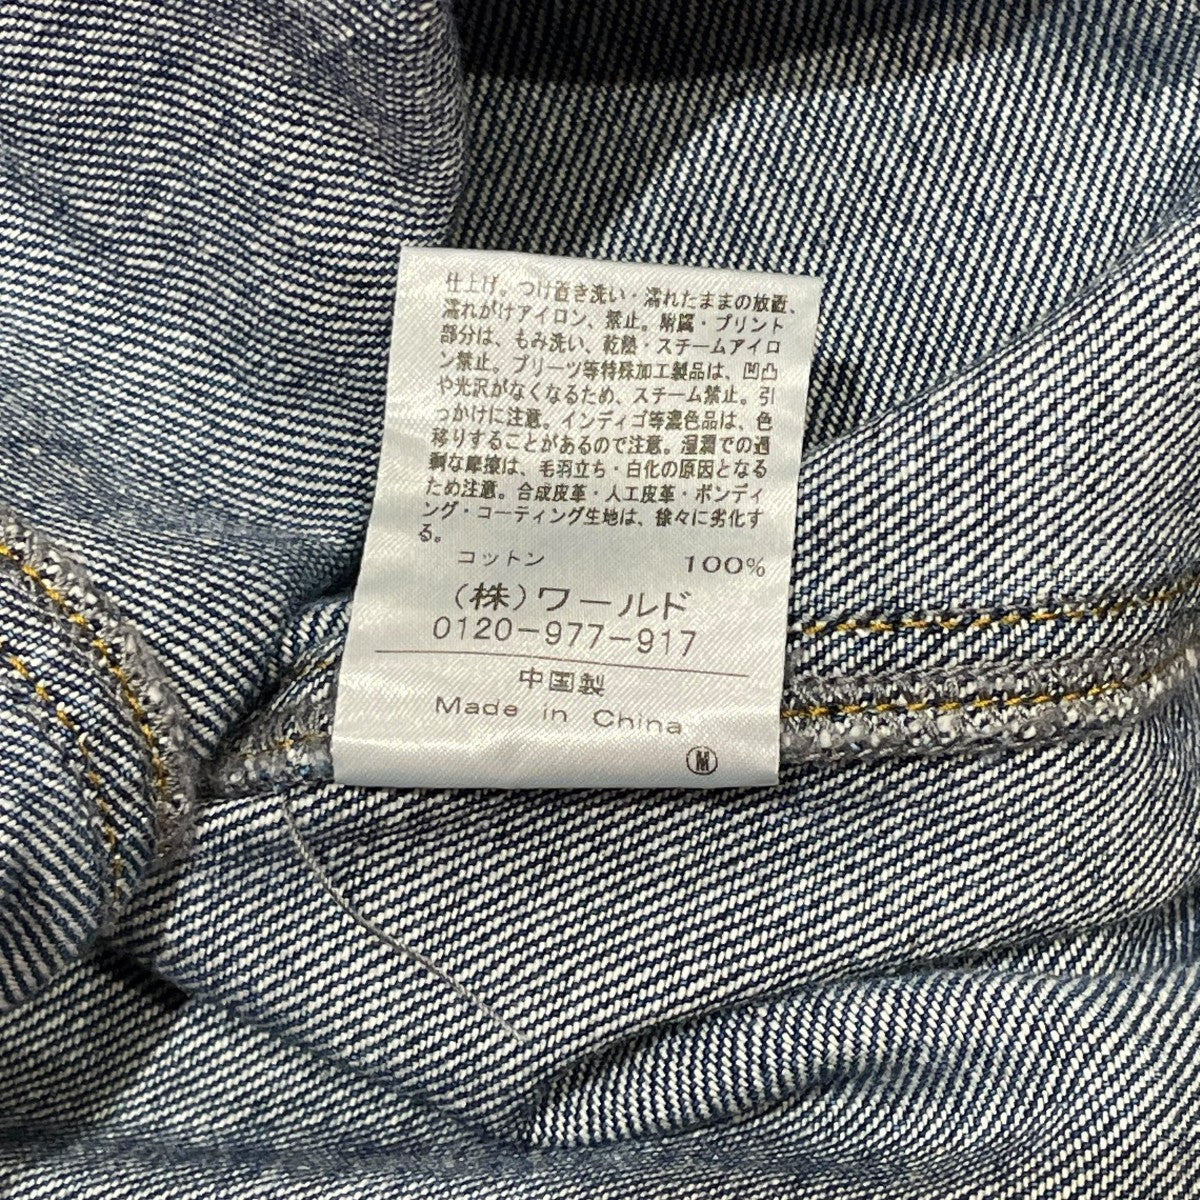 仕上げ。つけ置き洗い・濡れたままの放置、
濡れがけアイロン、禁止。附属・プリント
部分は、もみ洗い、乾燥・スチームアイロ
ン禁止。プリーツ等特殊加工製品は、凹凸
や光沢がなくなるため、スチーム禁止。引
っかけに注意。インディゴ等濃色品は、色
移りすることがあるので注意。湿潤での過
剰な摩擦は、毛羽立ち・白化の原因となる
ため注意。合成皮革・人工皮革・ボンディ
ング・コーティング生地は、徐々に劣化す
る。
コットン 100%
(株)ワールド
0120-977-917
中国製
Made in China
M